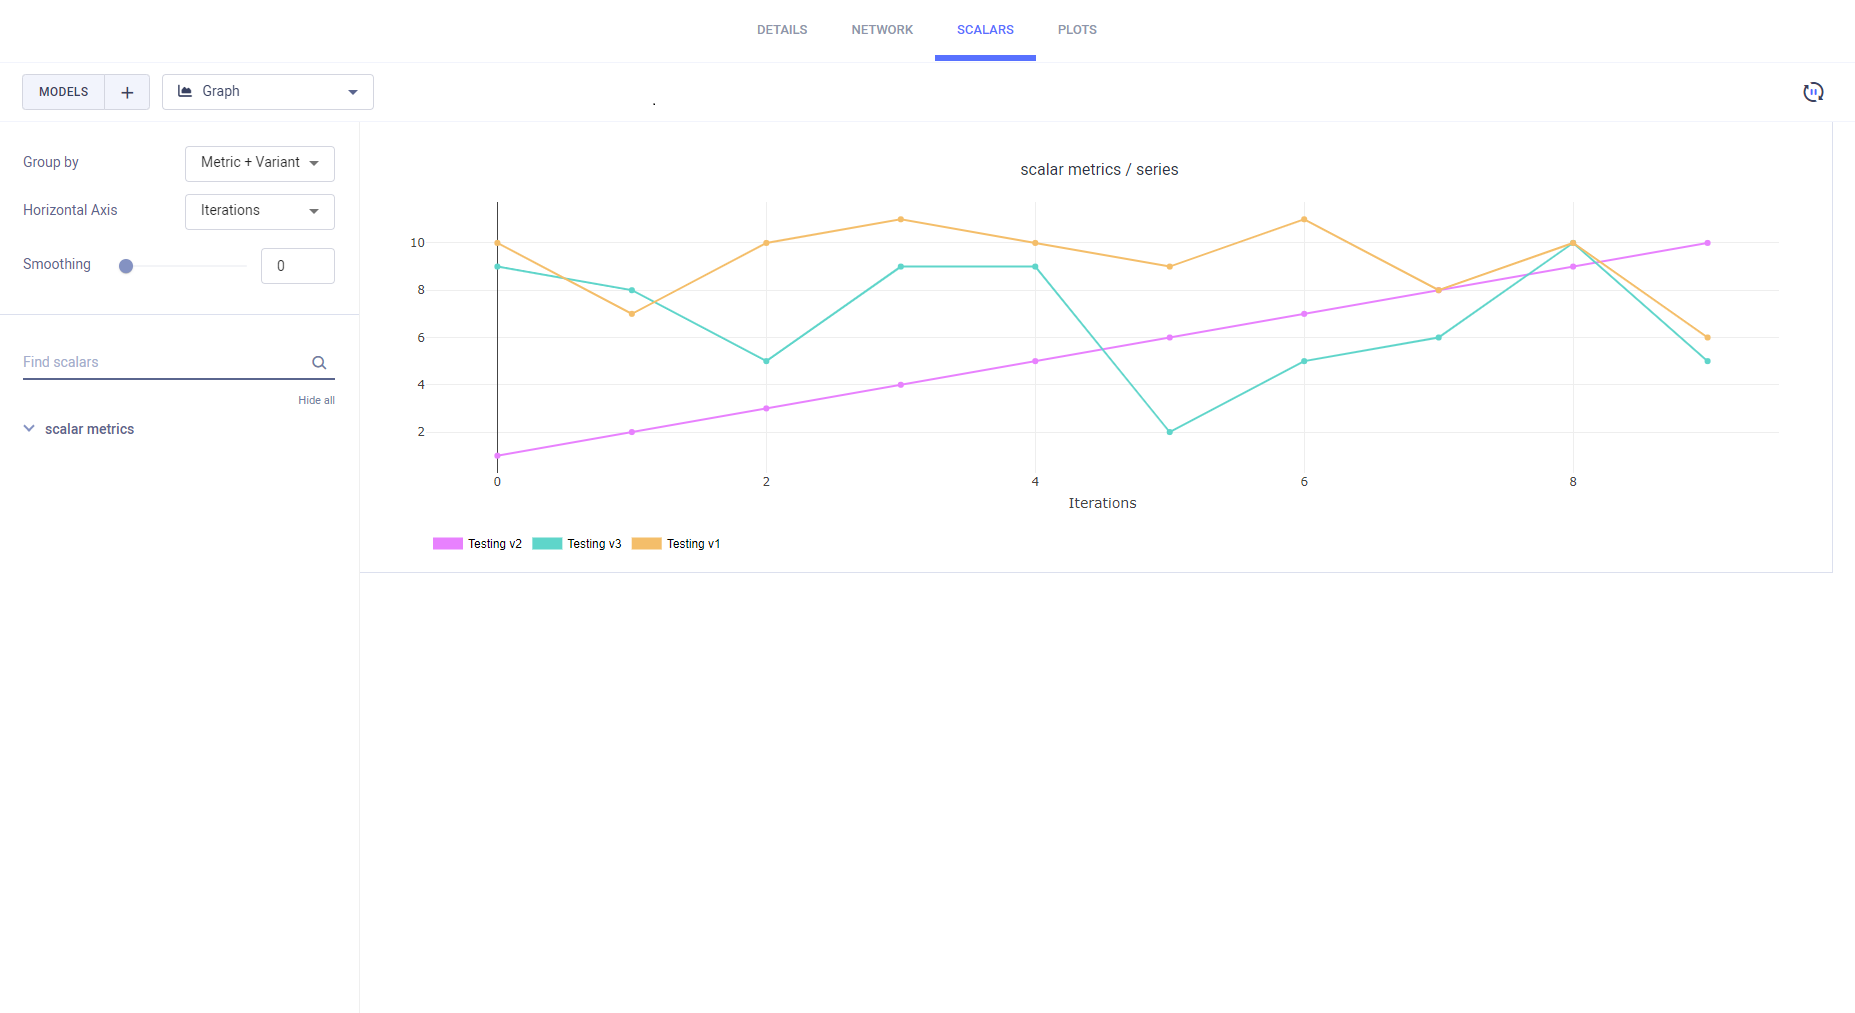 DETAILS NETWORK SCALARS PLOTS
MODELS + Graph
Group by Metric + Variant
Horizontal Axis Iterations
Smoothing 0
Find scalars
Hide all
scalar metrics
scalar metrics / series
10
8
6
4
2
0 2 4 6 8
Iterations
Testing v2 Testing v3 Testing v1